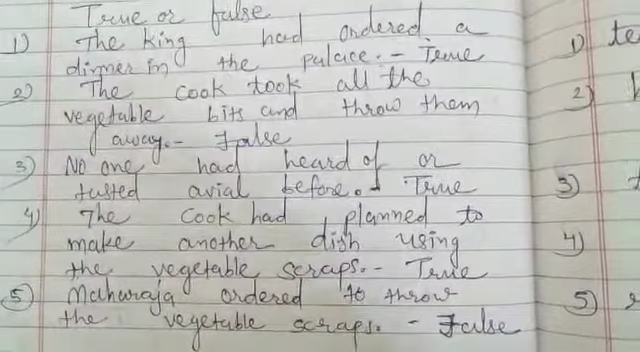 True or false
1) The king had ordered a
dinner in the palace. - True
2) The cook took all the
vegetable bits and throw them
away. - False
3) No one had heard of or
tasted avial before. - True
4) The cook had planned to
make another dish using
the vegetable scraps. - True
5) Maharaja ordered to throw
the vegetable scraps. - False
1) te
2)
3)
4)
5)